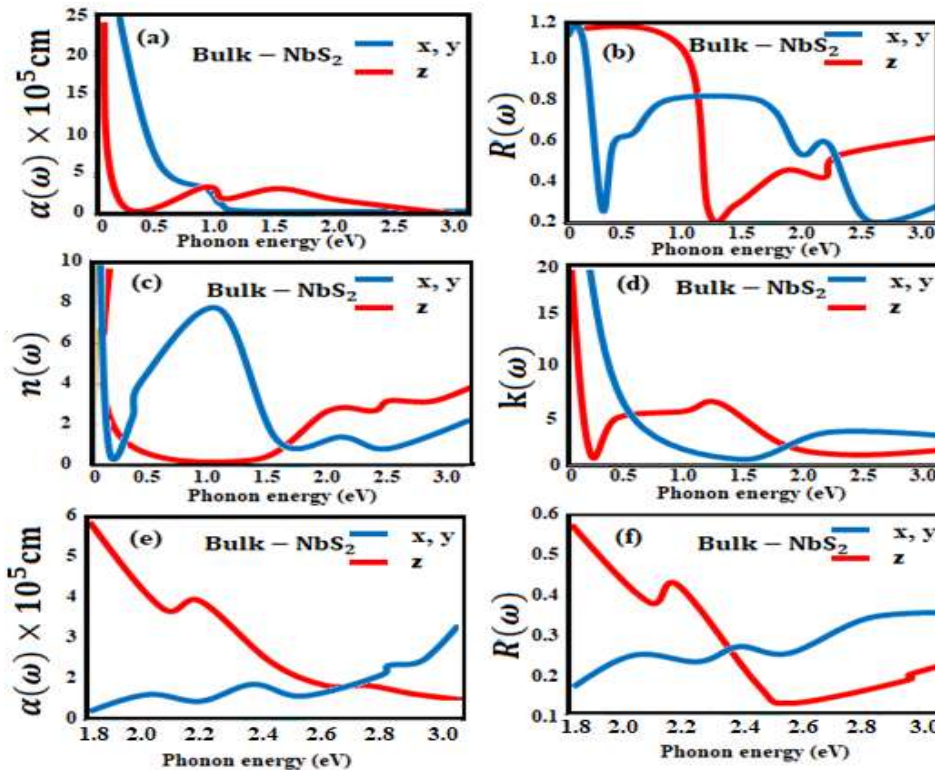 (a)
Bulk – NbS₂
x, y
z
α(ω) × 10⁵cm
25
20
15
10
5
0
0 0.5 1.0 1.5 2.0 2.5 3.0
Phonon energy (eV)
(b)
Bulk – NbS₂
x, y
z
R(ω)
1.2
1.0
0.8
0.6
0.4
0.2
0 0.5 1.0 1.5 2.0 2.5 3.0
Phonon energy (eV)
(c)
Bulk – NbS₂
x, y
z
n(ω)
10
8
6
4
2
0
0 0.5 1.0 1.5 2.0 2.5 3.0
Phonon energy (eV)
(d)
Bulk – NbS₂
x, y
z
k(ω)
20
15
10
5
0
0 0.5 1.0 1.5 2.0 2.5 3.0
Phonon energy (eV)
(e)
Bulk – NbS₂
x, y
z
α(ω) × 10⁵cm
6
5
4
3
2
0
1.8 2.0 2.2 2.4 2.6 2.8 3.0
Phonon energy (eV)
(f)
Bulk – NbS₂
x, y
z
R(ω)
0.6
0.5
0.4
0.3
0.2
0.1
1.8 2.0 2.2 2.4 2.6 2.8 3.0
Phonon energy (eV)